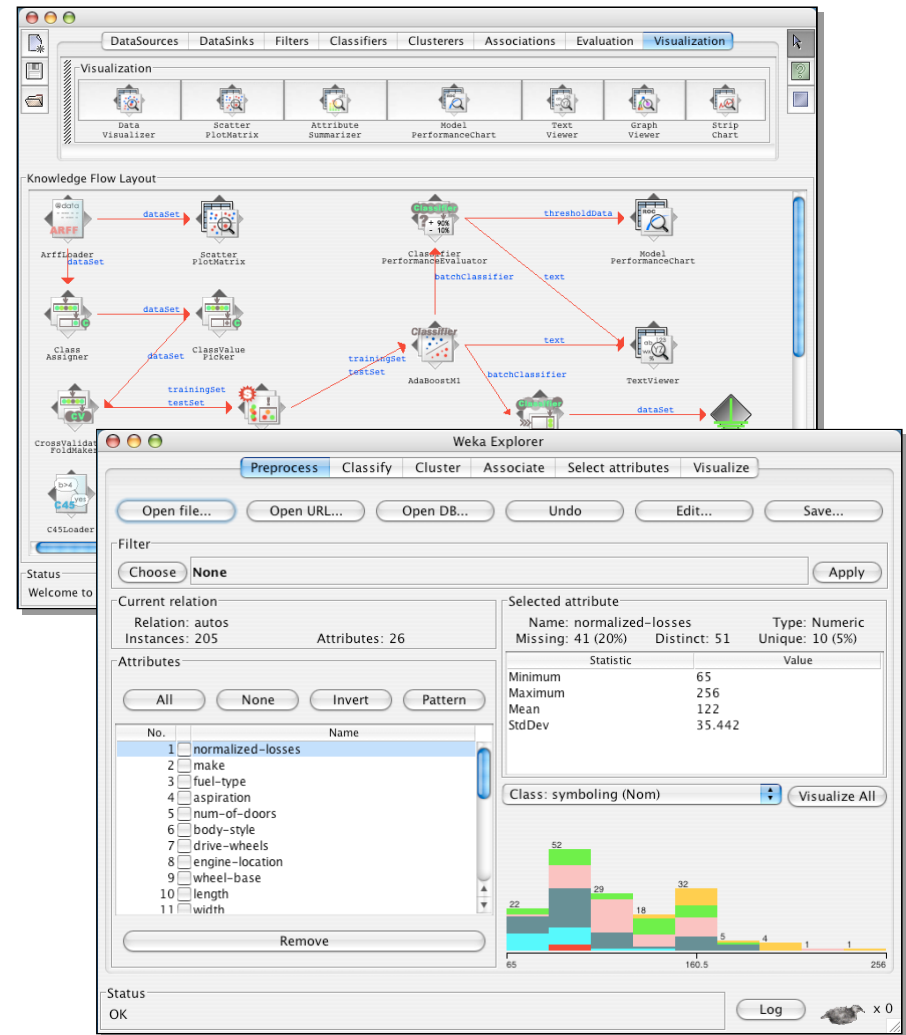 DataSources DataSinks Filters Classifiers Clusterers Associations Evaluation Visualization
Visualization
Data Visualizer
Scatter PlotMatrix
Attribute Summarizer
Model PerformanceChart
Text Viewer
Graph Viewer
Strip Chart
Knowledge Flow Layout
@data
ARFF
ArffLoader
dataSet
Scatter PlotMatrix
dataSet
Class Assigner
dataSet
ClassValue Picker
dataSet
trainingSet
testSet
CV
CrossValidat
FoldMaker
S
b>4
yes
C45
C45Loader
trainingSet
testSet
Classifier
+ 90%
- 10%
Classifier
PerformanceEvaluator
thresholdData
ROC
Model
PerformanceChart
batchClassifier
text
Classifier
AdaBoostM1
text
TextViewer
batchClassifier
dataSet
Status
Welcome to
Weka Explorer
Preprocess Classify Cluster Associate Select attributes Visualize
Open file... Open URL... Open DB... Undo Edit... Save...
Filter
Choose None Apply
Current relation
Relation: autos
Instances: 205 Attributes: 26
Attributes
All None Invert Pattern
No. Name
1 normalized-losses
2 make
3 fuel-type
4 aspiration
5 num-of-doors
6 body-style
7 drive-wheels
8 engine-location
9 wheel-base
10 length
11 width
Remove
Selected attribute
Name: normalized-losses Type: Numeric
Missing: 41 (20%) Distinct: 51 Unique: 10 (5%)
Statistic Value
Minimum 65
Maximum 256
Mean 122
StdDev 35.442
Class: symboling (Nom) Visualize All
22 52 29 18 32 5 4 1 1
65 160.5 256
Status
OK
Log x 0